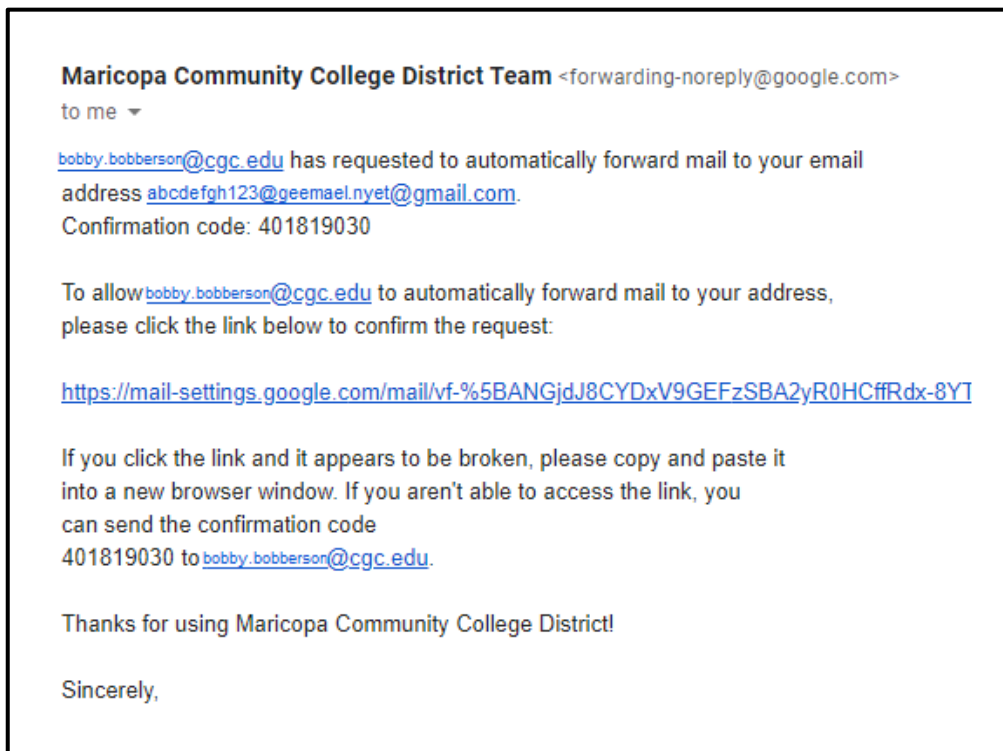 Maricopa Community College District Team <forwarding-noreply@google.com>
to me
bobby.bobberson@cgc.edu has requested to automatically forward mail to your email
address abcdefgh123@geemael.nyet@gmail.com.
Confirmation code: 401819030
To allow bobby.bobberson@cgc.edu to automatically forward mail to your address,
please click the link below to confirm the request:
https://mail-settings.google.com/mail/vf-%5BANGjdJ8CYDxV9GEFzSBA2yR0HCffRdx-8YT
If you click the link and it appears to be broken, please copy and paste it
into a new browser window. If you aren't able to access the link, you
can send the confirmation code
401819030 to bobby.bobberson@cgc.edu.
Thanks for using Maricopa Community College District!
Sincerely,